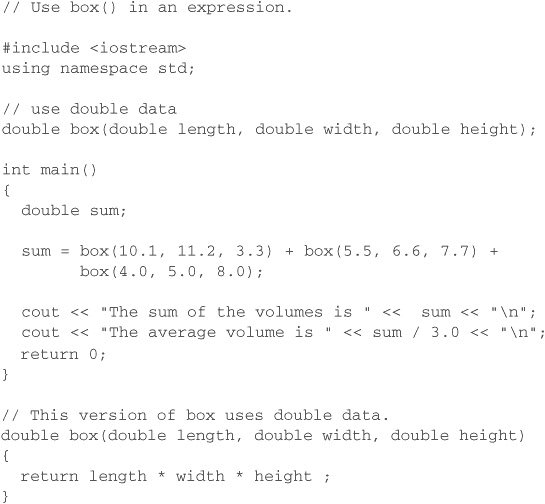 // Use box() in an expression.

#include <iostream>
using namespace std;

// use double data
double box(double length, double width, double height);

int main()
{
  double sum;

  sum = box(10.1, 11.2, 3.3) + box(5.5, 6.6, 7.7) +
        box(4.0, 5.0, 8.0);

  cout << "The sum of the volumes is " <<  sum << "\n";
  cout << "The average volume is " << sum / 3.0 << "\n";
  return 0;
}

// This version of box uses double data.
double box(double length, double width, double height)
{
  return length * width * height ;
}